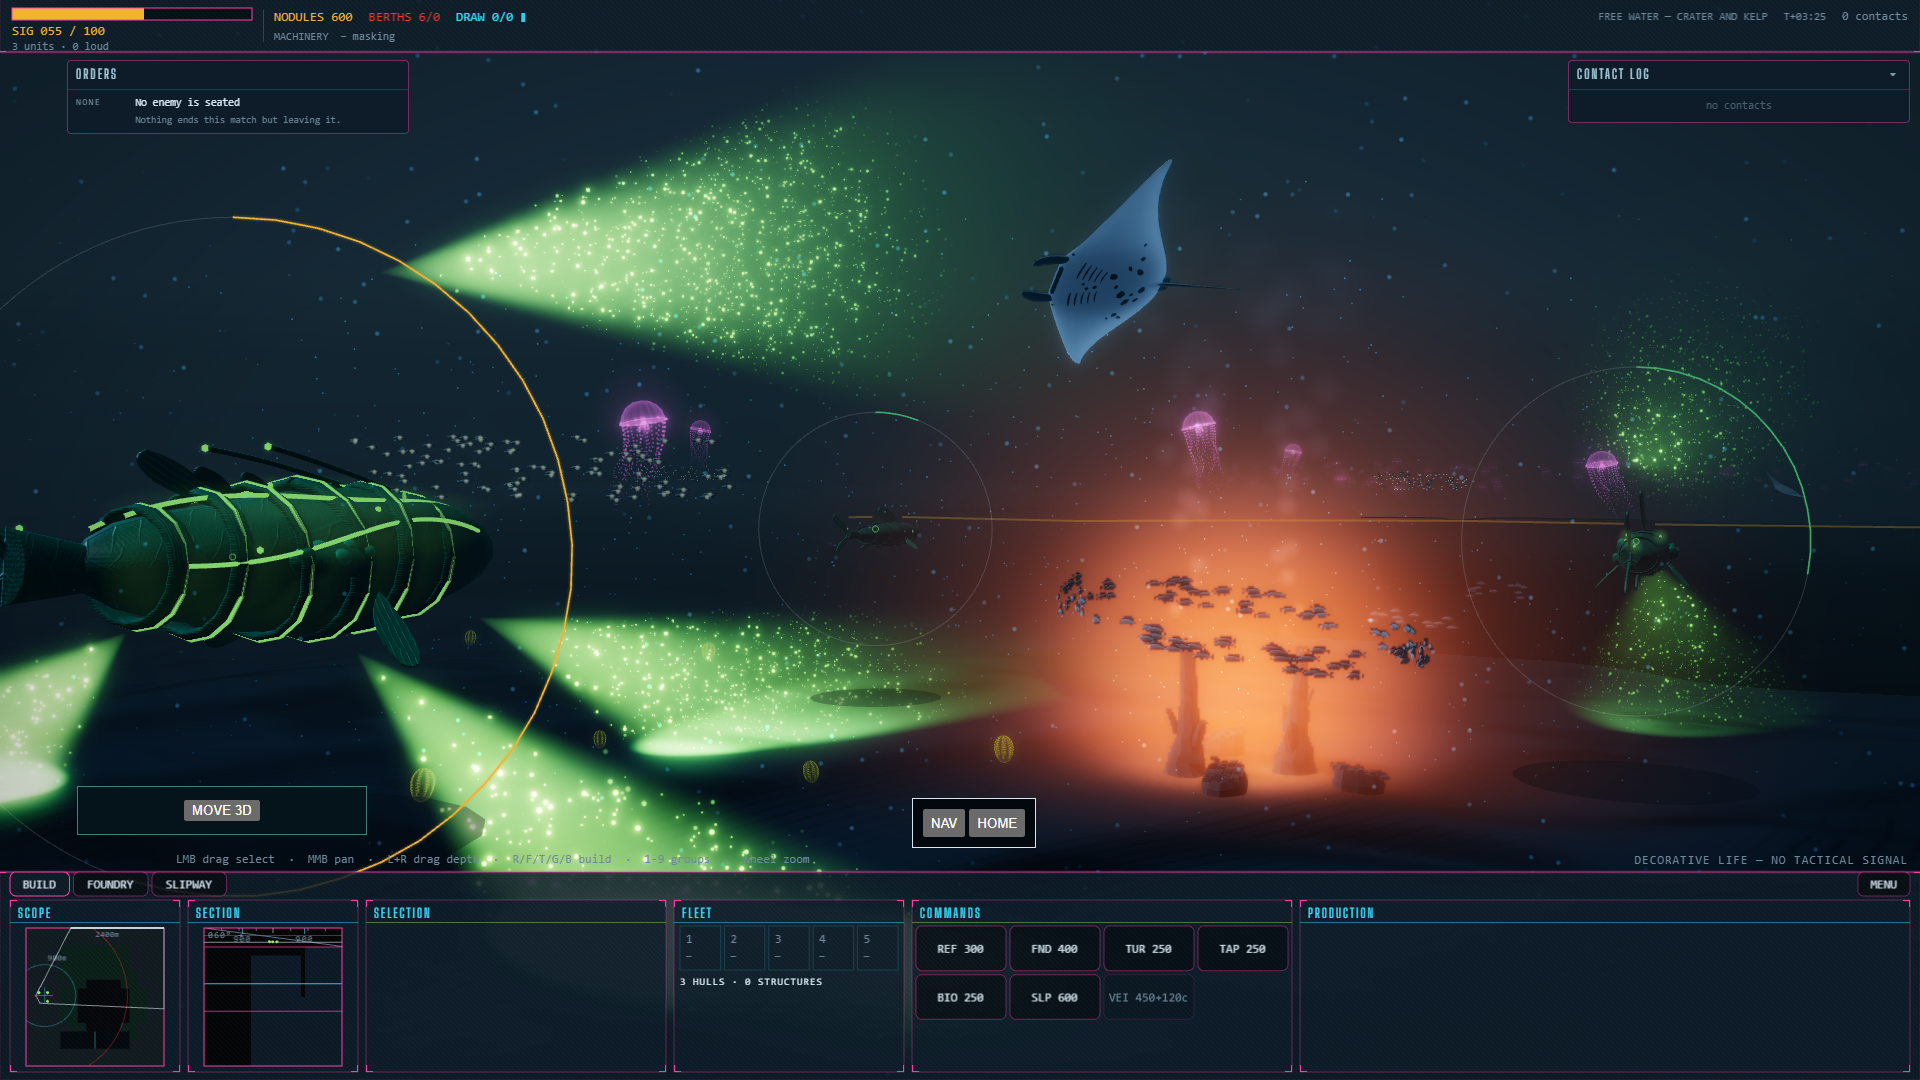 SIG 055 / 100
3 units · 0 loud
NODULES 600 BERTHS 6/0 DRAW 0/0
MACHINERY – masking
FREE WATER — CRATER AND KELP T+03:25 0 contacts
ORDERS
NONE No enemy is seated
Nothing ends this match but leaving it.
CONTACT LOG
no contacts
MOVE 3D
NAV HOME
LMB drag select · MMB pan · L+R drag depth · R/F/T/G/B build · 1-9 groups · wheel zoom
DECORATIVE LIFE — NO TACTICAL SIGNAL
BUILD FOUNDRY SLIPWAY
MENU
SCOPE
2400m
900m
SECTION
060°
900 900
SELECTION
FLEET
1 2 3 4 5
– – – – –
3 HULLS · 0 STRUCTURES
COMMANDS
REF 300 FND 400 TUR 250 TAP 250
BIO 250 SLP 600 VEI 450+120c
PRODUCTION